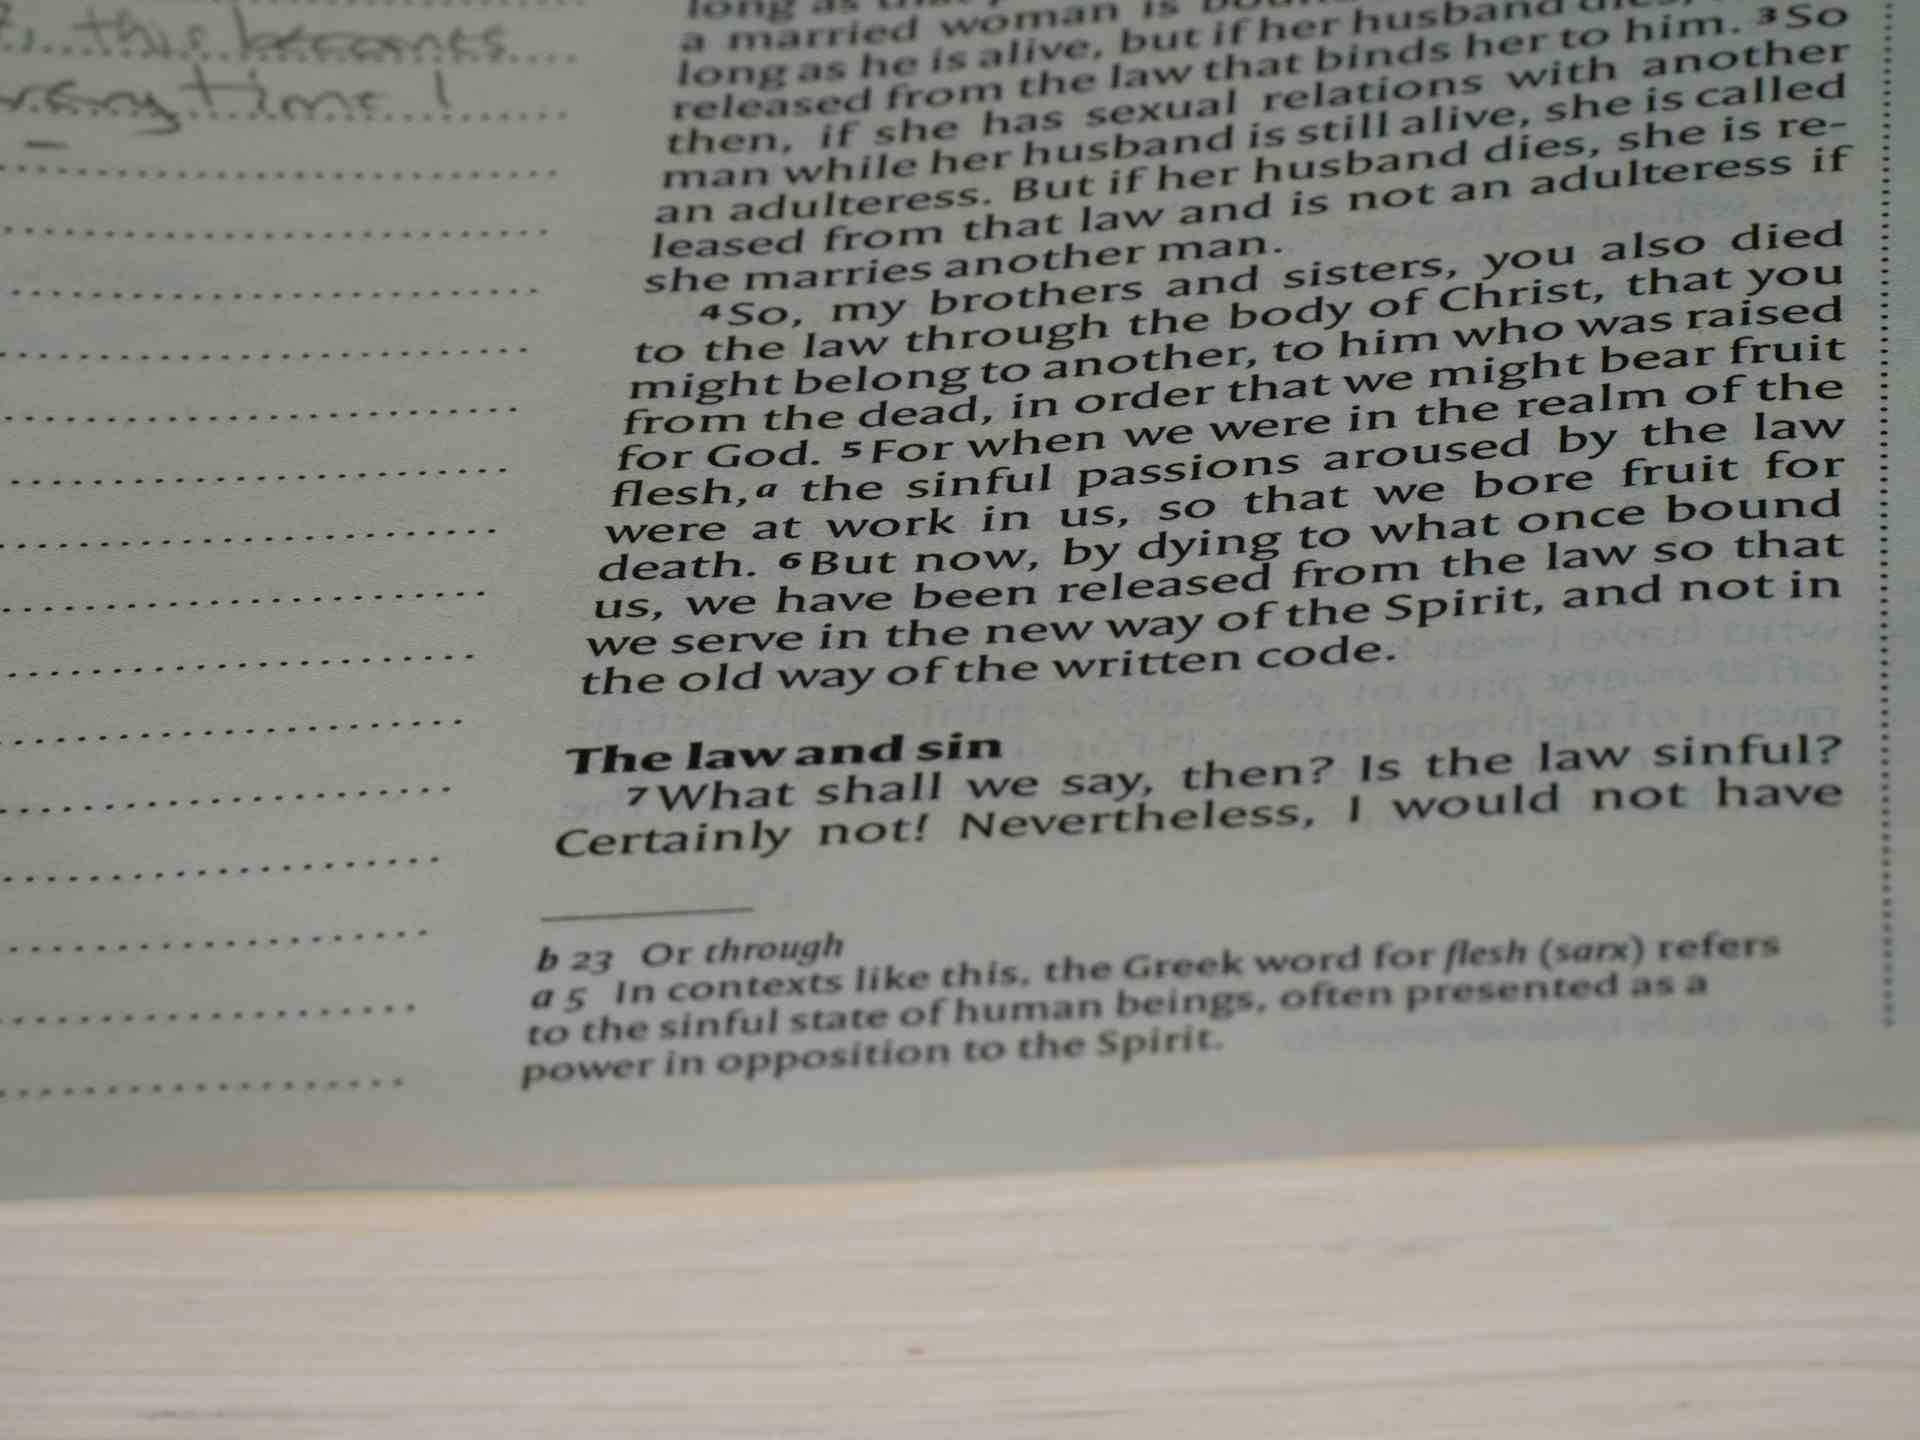 this becomes
time!
long as that
a married woman is
long as he is alive, but if her husband dies,
released from the law that binds her to him. 3 So
then, if she has sexual relations with another
man while her husband is still alive, she is called
an adulteress. But if her husband dies, she is re-
leased from that law and is not an adulteress if
she marries another man.
4 So, my brothers and sisters, you also died
to the law through the body of Christ, that you
might belong to another, to him who was raised
from the dead, in order that we might bear fruit
for God. 5 For when we were in the realm of the
flesh,a the sinful passions aroused by the law
were at work in us, so that we bore fruit for
death. 6 But now, by dying to what once bound
us, we have been released from the law so that
we serve in the new way of the Spirit, and not in
the old way of the written code.
The law and sin
7 What shall we say, then? Is the law sinful?
Certainly not! Nevertheless, I would not have
b 23 Or through
a 5 In contexts like this, the Greek word for flesh (sarx) refers
to the sinful state of human beings, often presented as a
power in opposition to the Spirit.